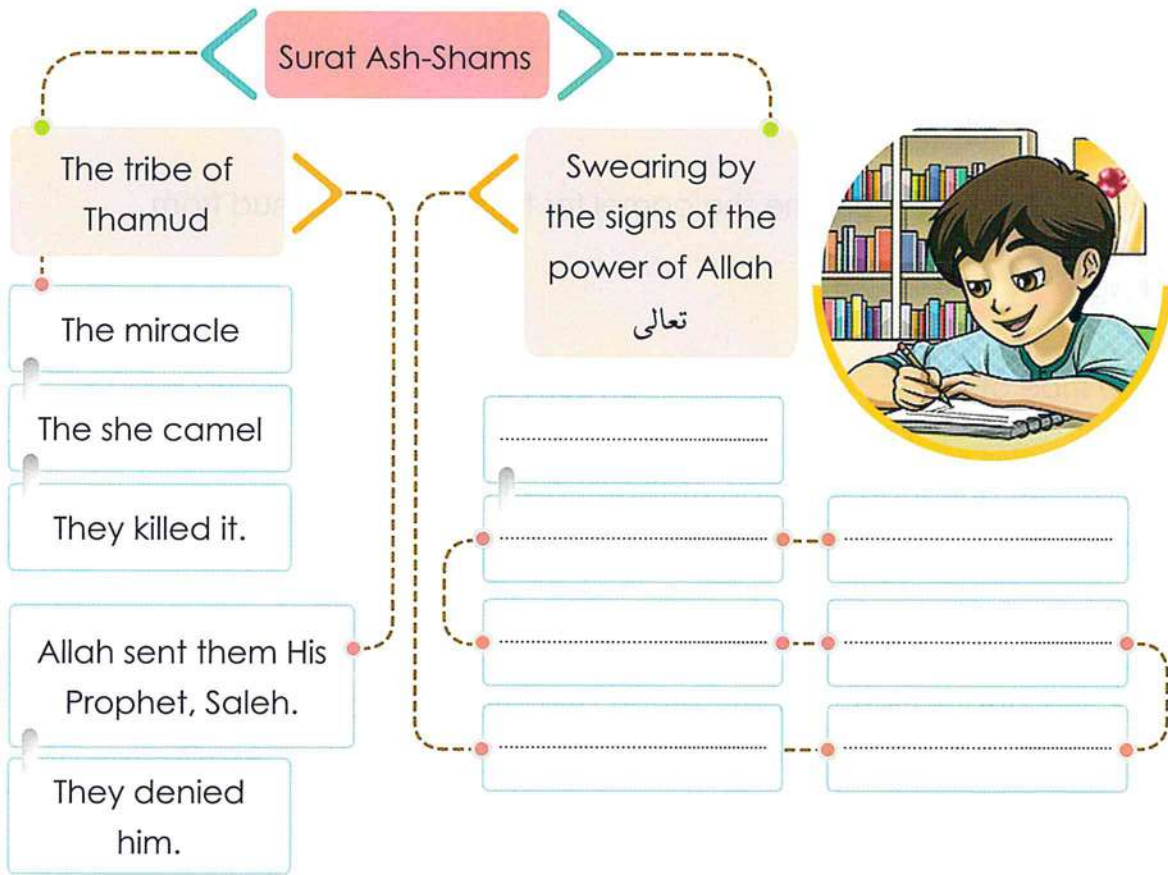 Surat Ash-Shams
The tribe of
Thamud
The miracle
The she camel
They killed it.
Allah sent them His
Prophet, Saleh.
They denied
him.
Swearing by
the signs of the
power of Allah
تعالى